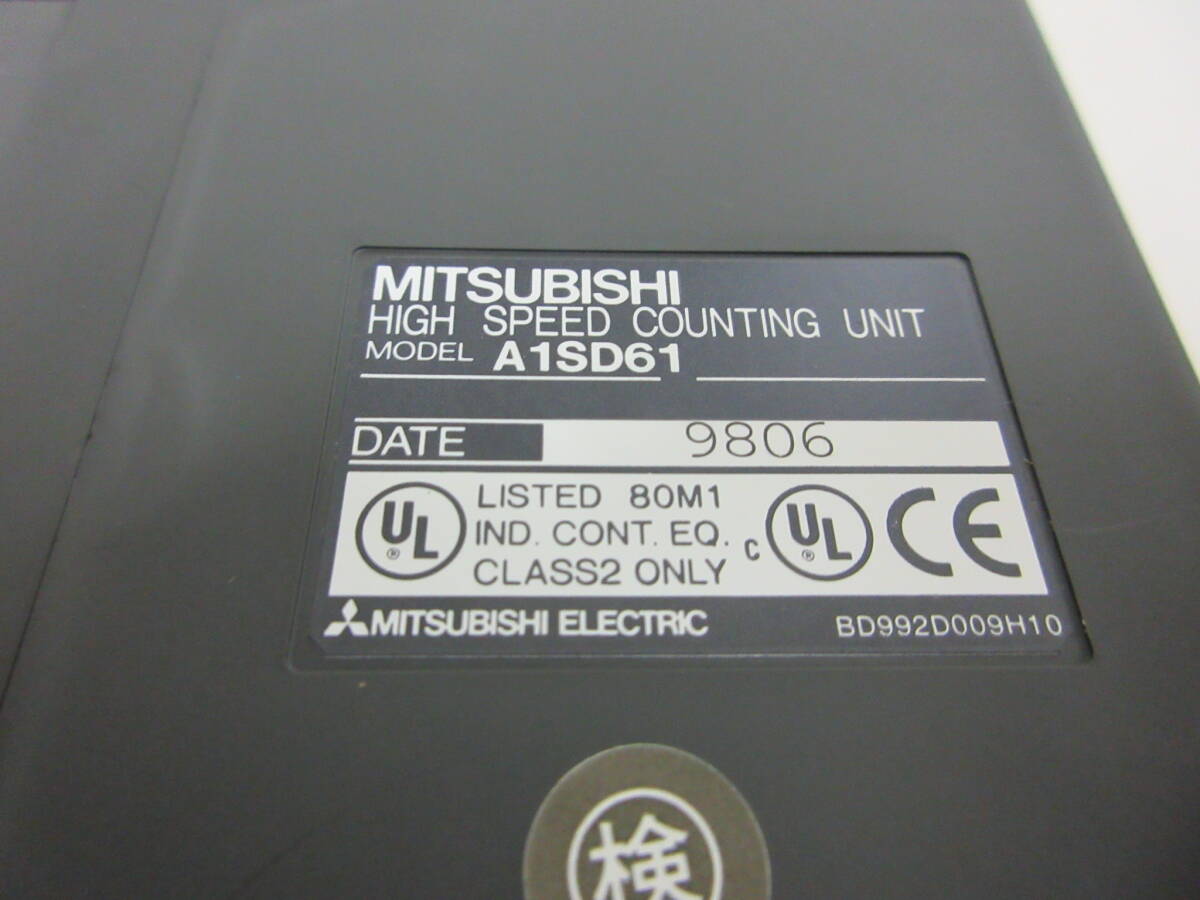 MITSUBISHI
HIGH SPEED COUNTING UNIT
MODEL A1SD61
DATE 9806
UL® LISTED 80M1
IND. CONT. EQ.
CLASS2 ONLY
c UL® CE
MITSUBISHI ELECTRIC BD992D009H10
検